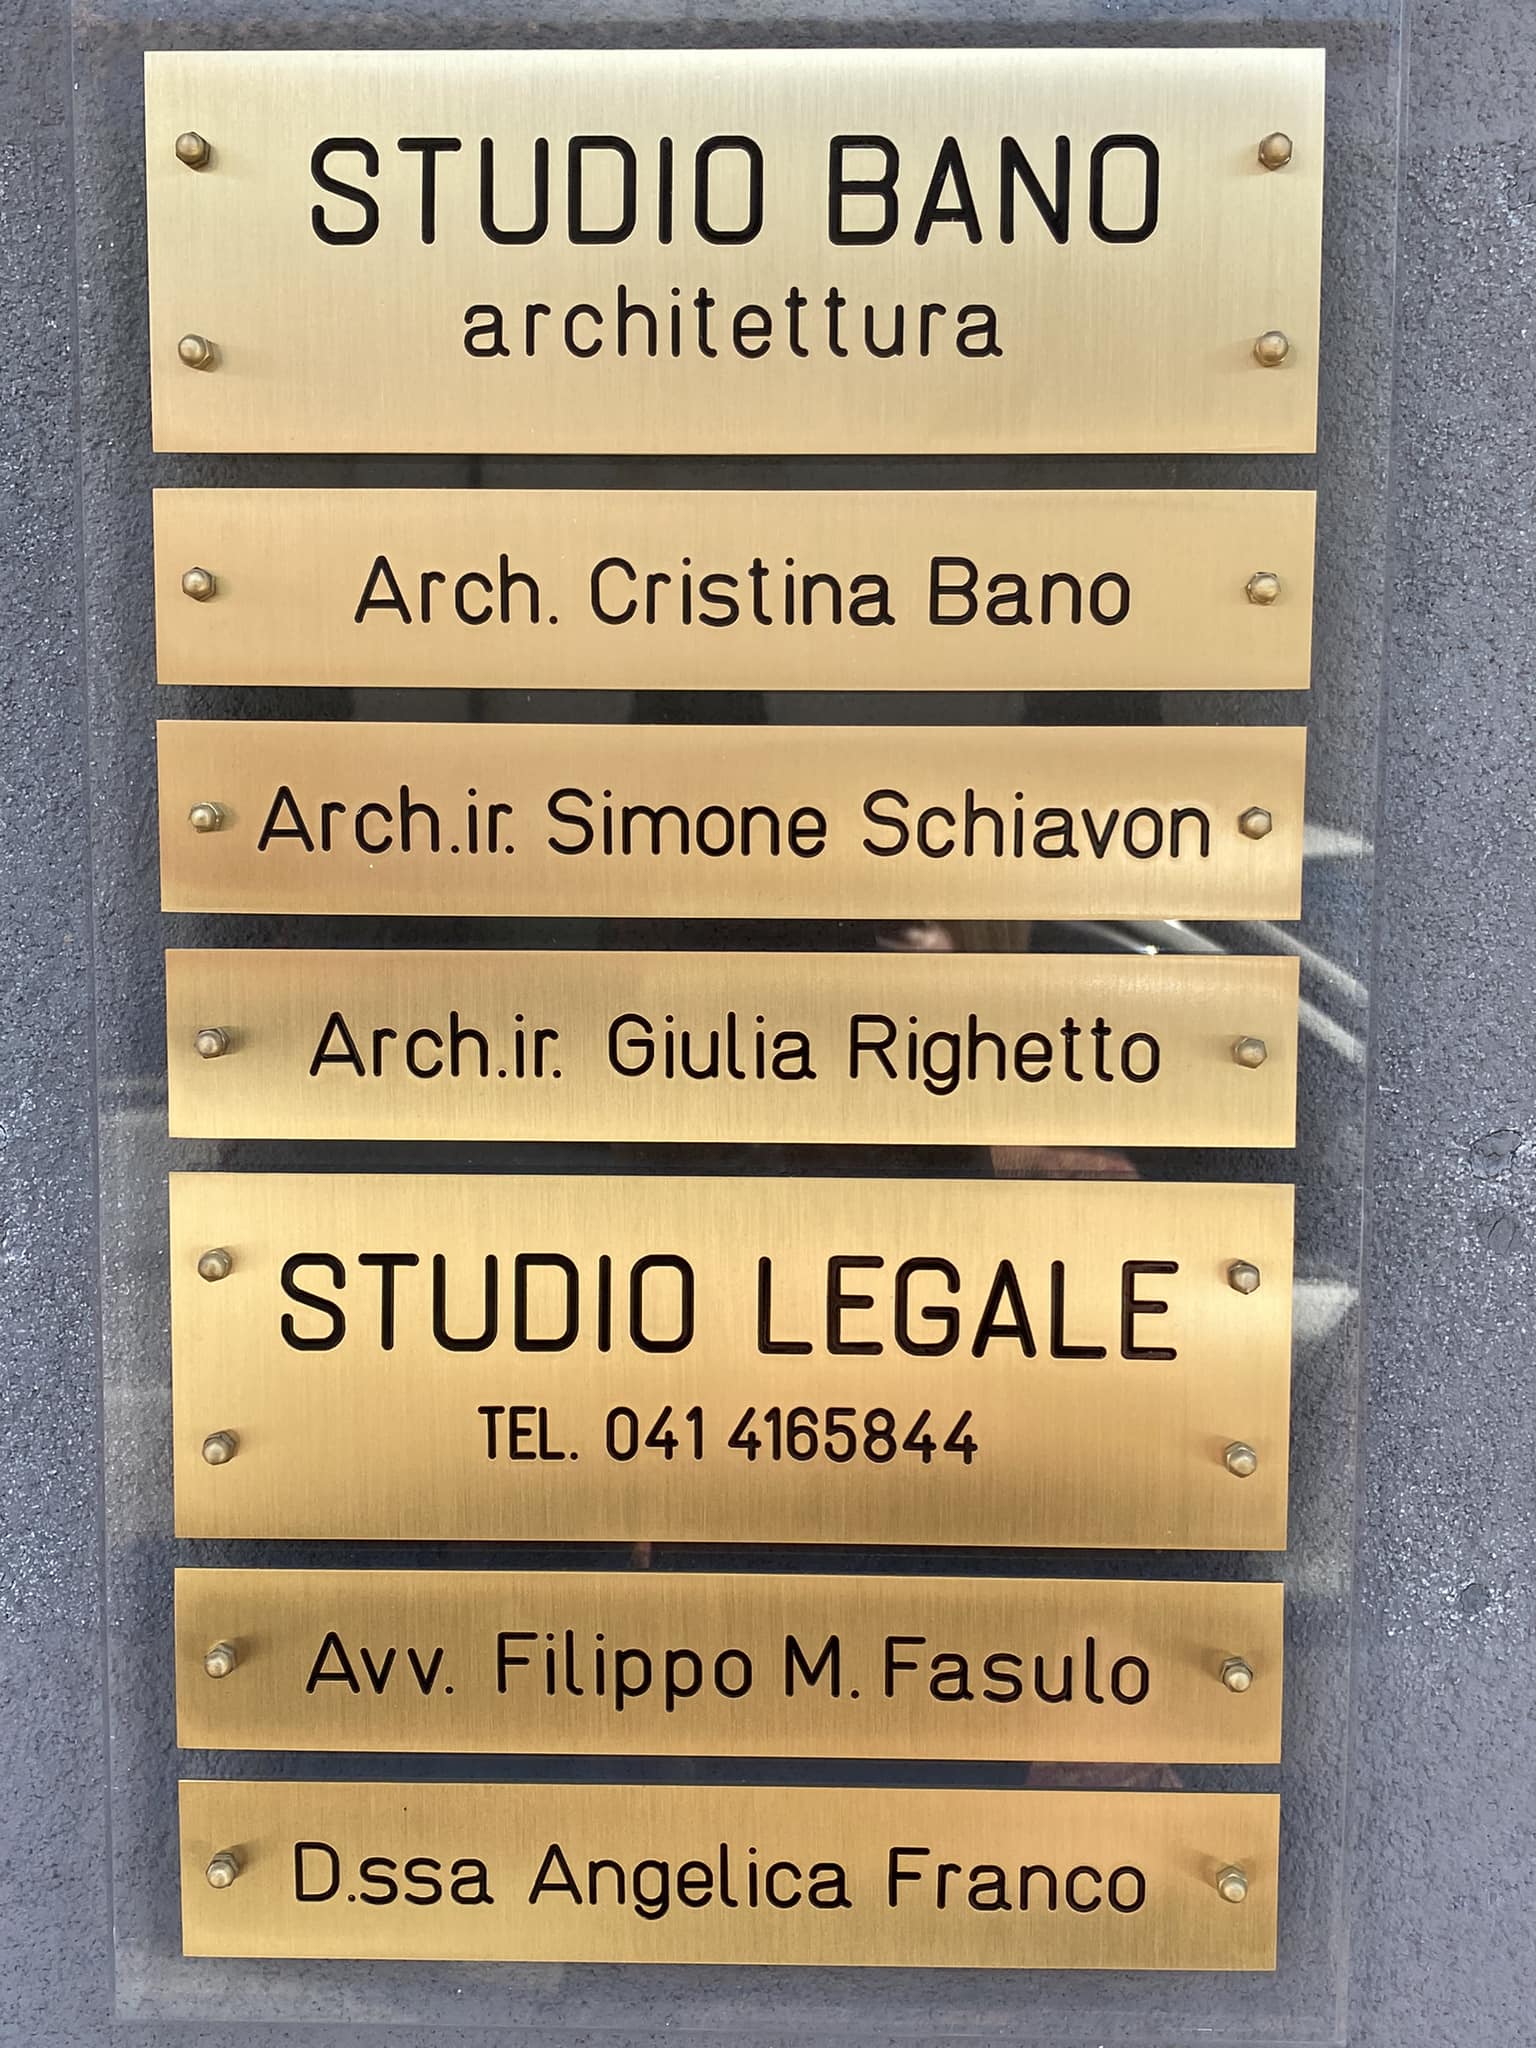 STUDIO BANO
architettura
Arch. Cristina Bano
Arch.ir. Simone Schiavon
Arch.ir. Giulia Righetto
STUDIO LEGALE
TEL. 041 4165844
Avv. Filippo M. Fasulo
D.ssa Angelica Franco